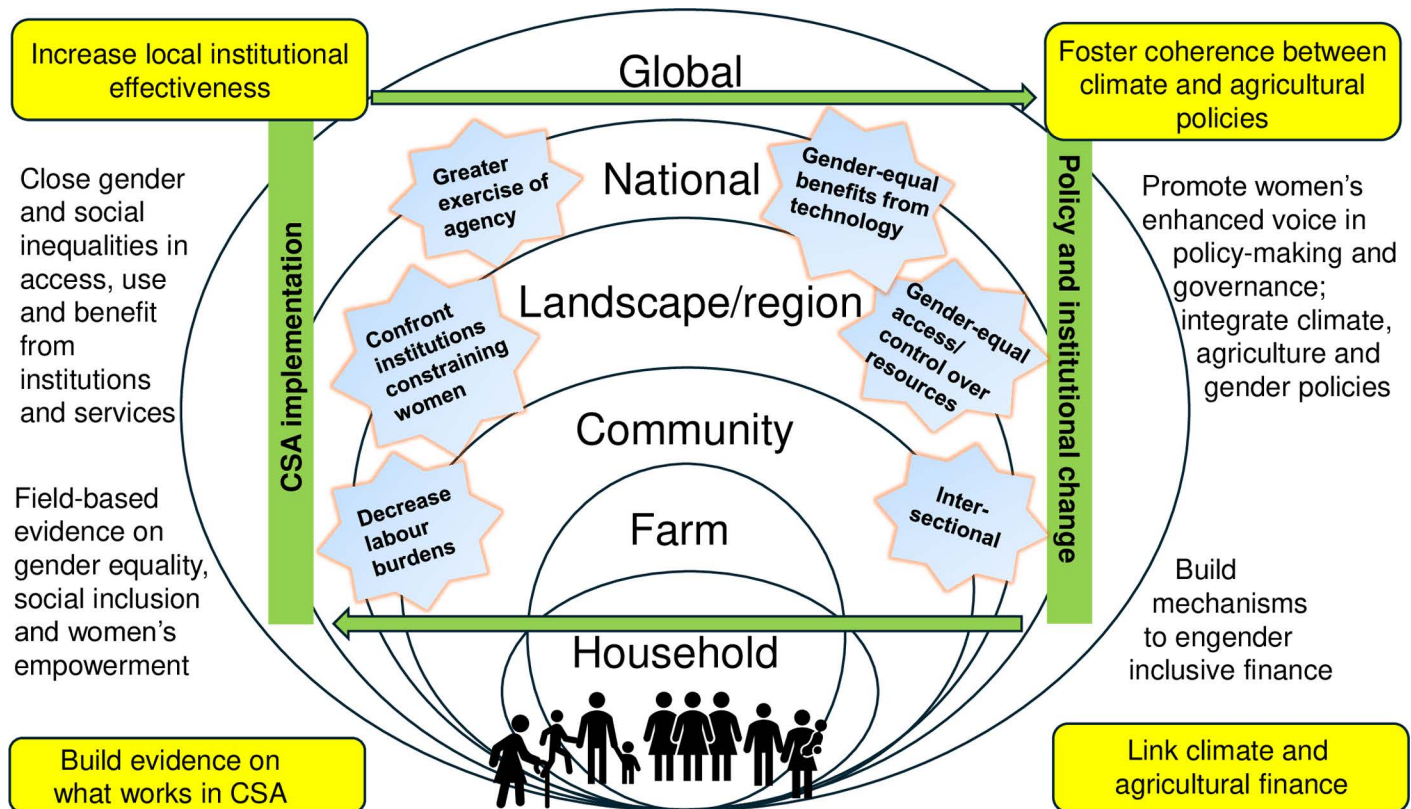 Increase local institutional
effectiveness
Global
Foster coherence between
climate and agricultural
policies
Close gender
and social
inequalities in
access, use
and benefit
from
institutions
and services
CSA implementation
Greater
exercise of
agency
National
Gender-equal
benefits from
technology
Policy and institutional change
Promote women’s
enhanced voice in
policy-making and
governance;
integrate climate,
agriculture and
gender policies
Confront
institutions
constraining
women
Landscape/region
Gender-equal
access/
control over
resources
Community
Field-based
evidence on
gender equality,
social inclusion
and women’s
empowerment
Decrease
labour
burdens
Farm
Inter-
sectional
Build
mechanisms
to engender
inclusive finance
Household
Build evidence on
what works in CSA
Link climate and
agricultural finance